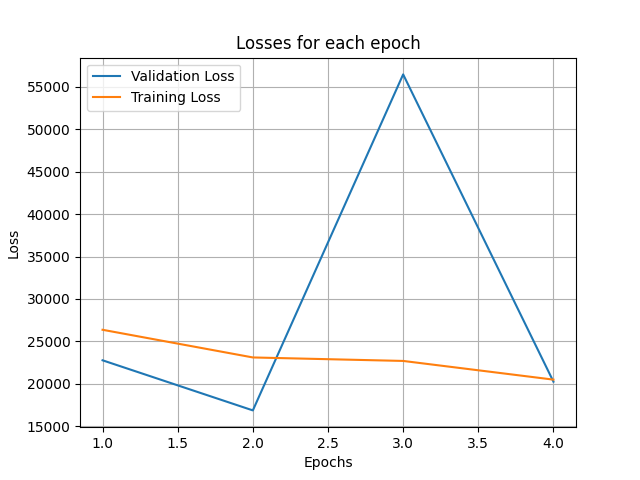 Losses for each epoch
Validation Loss
Training Loss
55000
50000
45000
40000
35000
30000
25000
20000
15000
Loss
1.0 1.5 2.0 2.5 3.0 3.5 4.0
Epochs